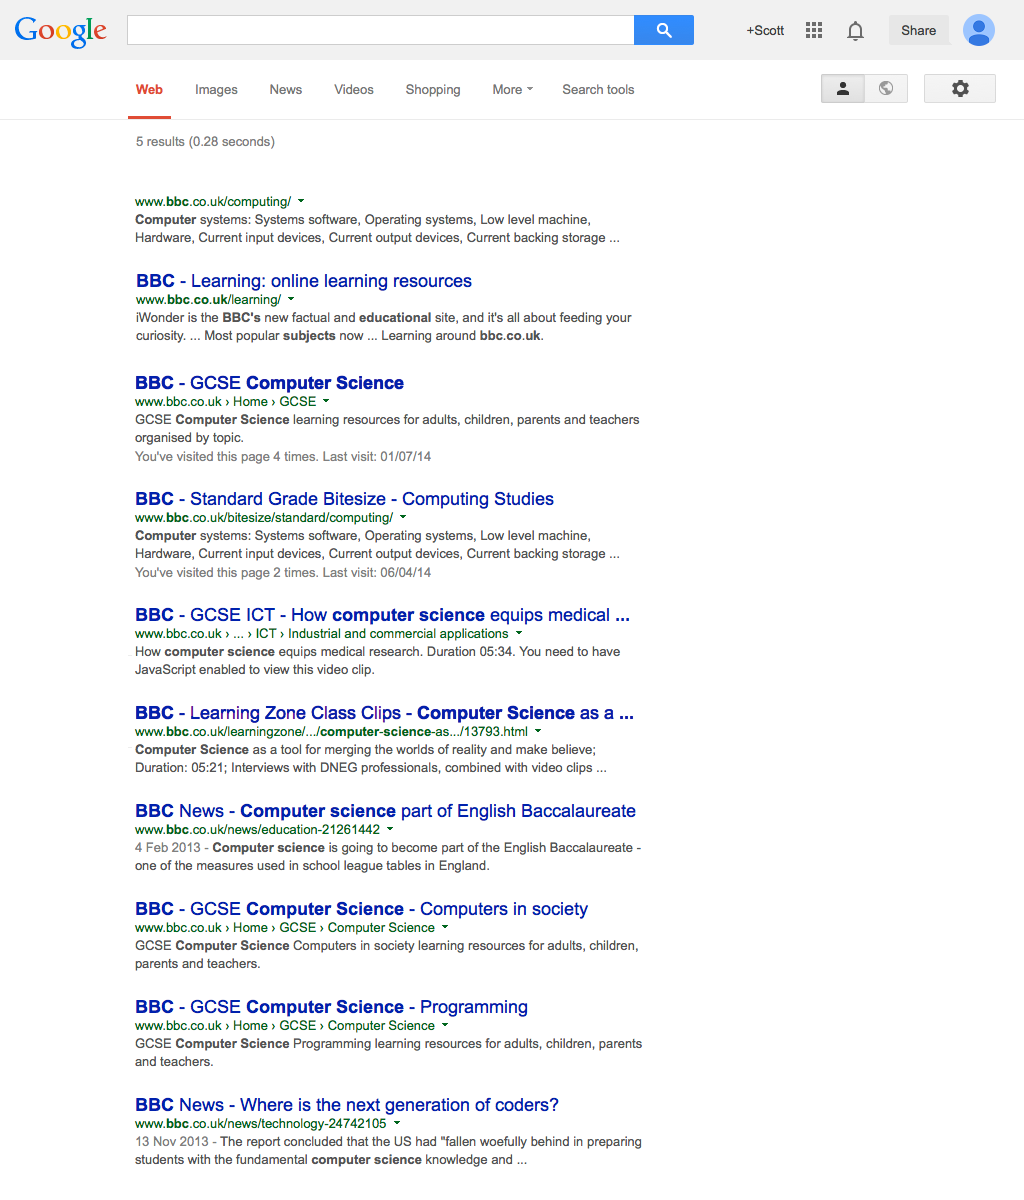 Google
+Scott
Share
Web Images News Videos Shopping More Search tools
5 results (0.28 seconds)
www.bbc.co.uk/computing/
Computer systems: Systems software, Operating systems, Low level machine,
Hardware, Current input devices, Current output devices, Current backing storage ...
BBC - Learning: online learning resources
www.bbc.co.uk/learning/
iWonder is the BBC's new factual and educational site, and it's all about feeding your
curiosity. ... Most popular subjects now ... Learning around bbc.co.uk.
BBC - GCSE Computer Science
www.bbc.co.uk › Home › GCSE
GCSE Computer Science learning resources for adults, children, parents and teachers
organised by topic.
You've visited this page 4 times. Last visit: 01/07/14
BBC - Standard Grade Bitesize - Computing Studies
www.bbc.co.uk/bitesize/standard/computing/
Computer systems: Systems software, Operating systems, Low level machine,
Hardware, Current input devices, Current output devices, Current backing storage ...
You've visited this page 2 times. Last visit: 06/04/14
BBC - GCSE ICT - How computer science equips medical ...
www.bbc.co.uk › ... › ICT › Industrial and commercial applications
How computer science equips medical research. Duration 05:34. You need to have
JavaScript enabled to view this video clip.
BBC - Learning Zone Class Clips - Computer Science as a ...
www.bbc.co.uk/learningzone/.../computer-science-as.../13793.html
Computer Science as a tool for merging the worlds of reality and make believe;
Duration: 05:21; Interviews with DNEG professionals, combined with video clips ...
BBC News - Computer science part of English Baccalaureate
www.bbc.co.uk/news/education-21261442
4 Feb 2013 - Computer science is going to become part of the English Baccalaureate -
one of the measures used in school league tables in England.
BBC - GCSE Computer Science - Computers in society
www.bbc.co.uk › Home › GCSE › Computer Science
GCSE Computer Science Computers in society learning resources for adults, children,
parents and teachers.
BBC - GCSE Computer Science - Programming
www.bbc.co.uk › Home › GCSE › Computer Science
GCSE Computer Science Programming learning resources for adults, children, parents
and teachers.
BBC News - Where is the next generation of coders?
www.bbc.co.uk/news/technology-24742105
13 Nov 2013 - The report concluded that the US had "fallen woefully behind in preparing
students with the fundamental computer science knowledge and ...